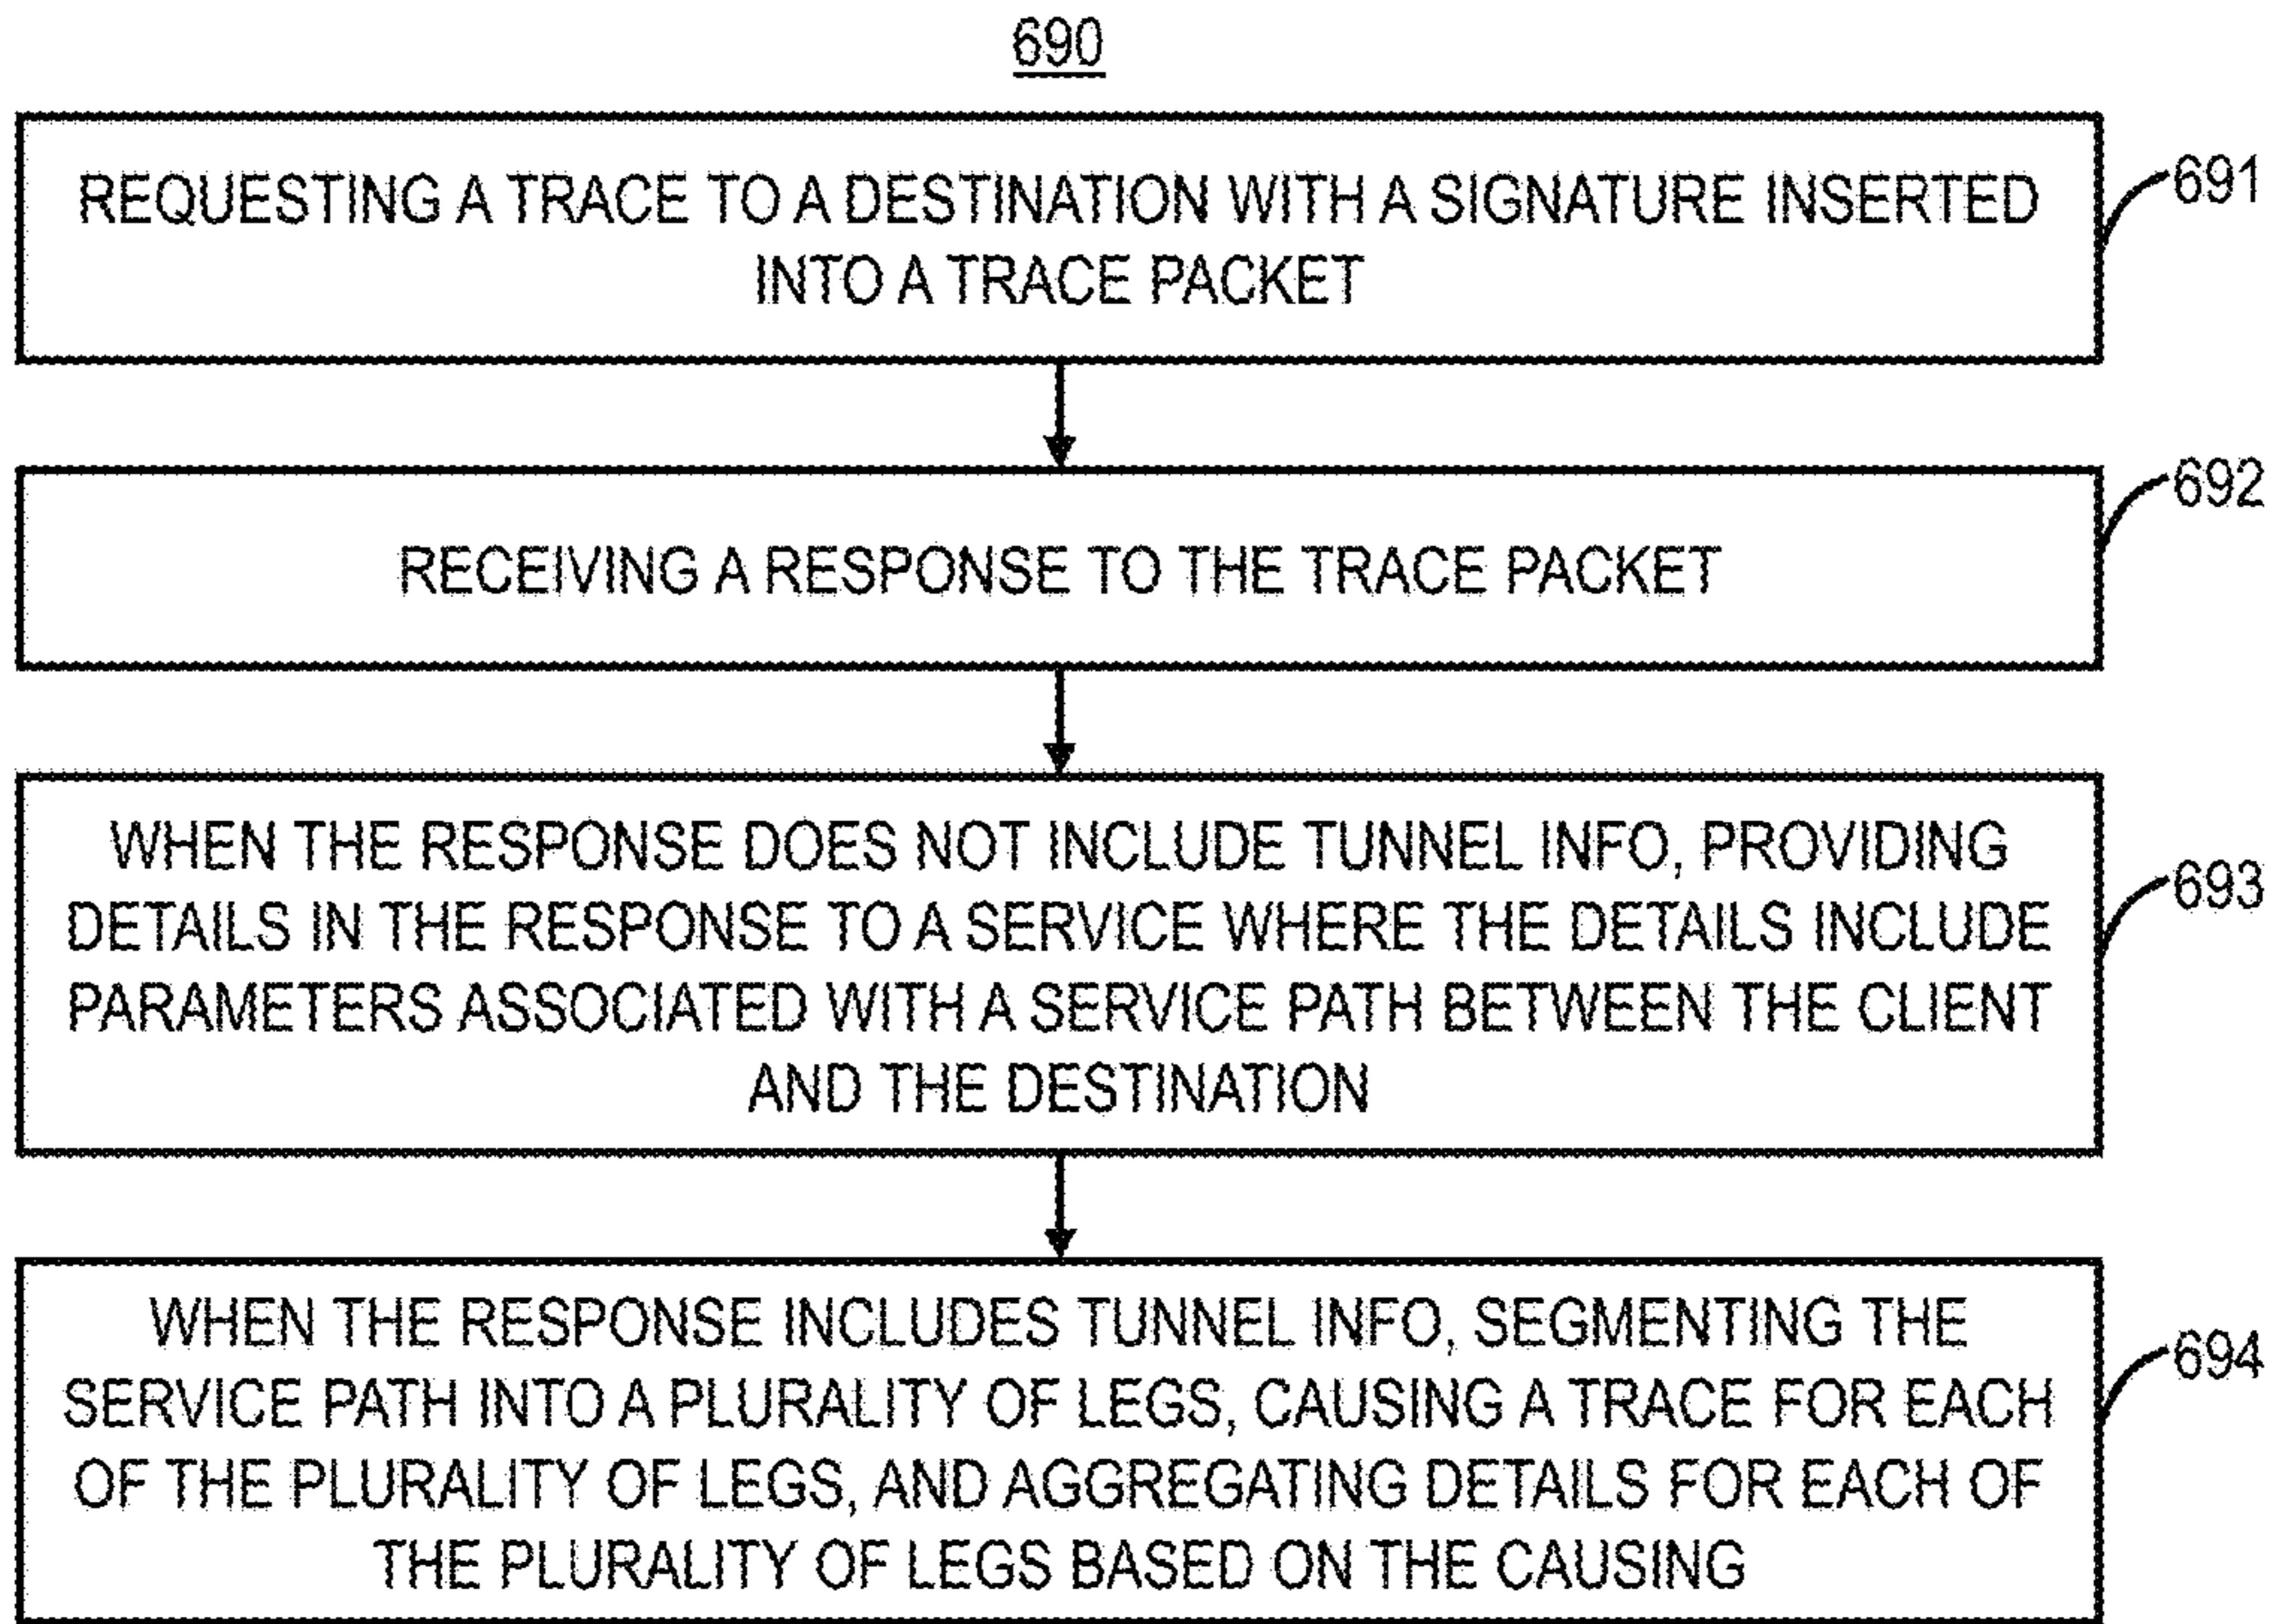 690
REQUESTING A TRACE TO A DESTINATION WITH A SIGNATURE INSERTED
INTO A TRACE PACKET
691
RECEIVING A RESPONSE TO THE TRACE PACKET
692
WHEN THE RESPONSE DOES NOT INCLUDE TUNNEL INFO, PROVIDING
DETAILS IN THE RESPONSE TO A SERVICE WHERE THE DETAILS INCLUDE
PARAMETERS ASSOCIATED WITH A SERVICE PATH BETWEEN THE CLIENT
AND THE DESTINATION
693
WHEN THE RESPONSE INCLUDES TUNNEL INFO, SEGMENTING THE
SERVICE PATH INTO A PLURALITY OF LEGS, CAUSING A TRACE FOR EACH
OF THE PLURALITY OF LEGS, AND AGGREGATING DETAILS FOR EACH OF
THE PLURALITY OF LEGS BASED ON THE CAUSING
694